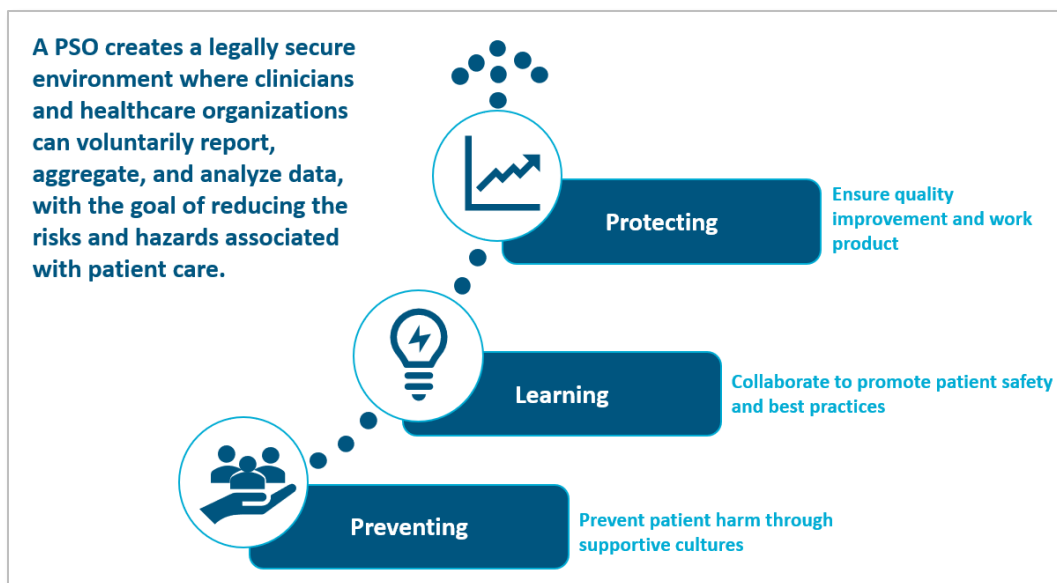 A PSO creates a legally secure
environment where clinicians
and healthcare organizations
can voluntarily report,
aggregate, and analyze data,
with the goal of reducing the
risks and hazards associated
with patient care.
Protecting
Ensure quality
improvement and work
product
Learning
Collaborate to promote patient safety
and best practices
Preventing
Prevent patient harm through
supportive cultures